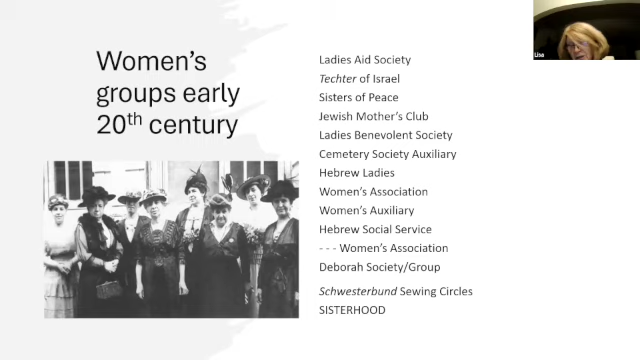 Women's
groups early
20th century
Ladies Aid Society
Techter of Israel
Sisters of Peace
Jewish Mother's Club
Ladies Benevolent Society
Cemetery Society Auxiliary
Hebrew Ladies
Women's Association
Women's Auxiliary
Hebrew Social Service
- - - Women's Association
Deborah Society/Group
Schwesterbund Sewing Circles
SISTERHOOD
Lisa